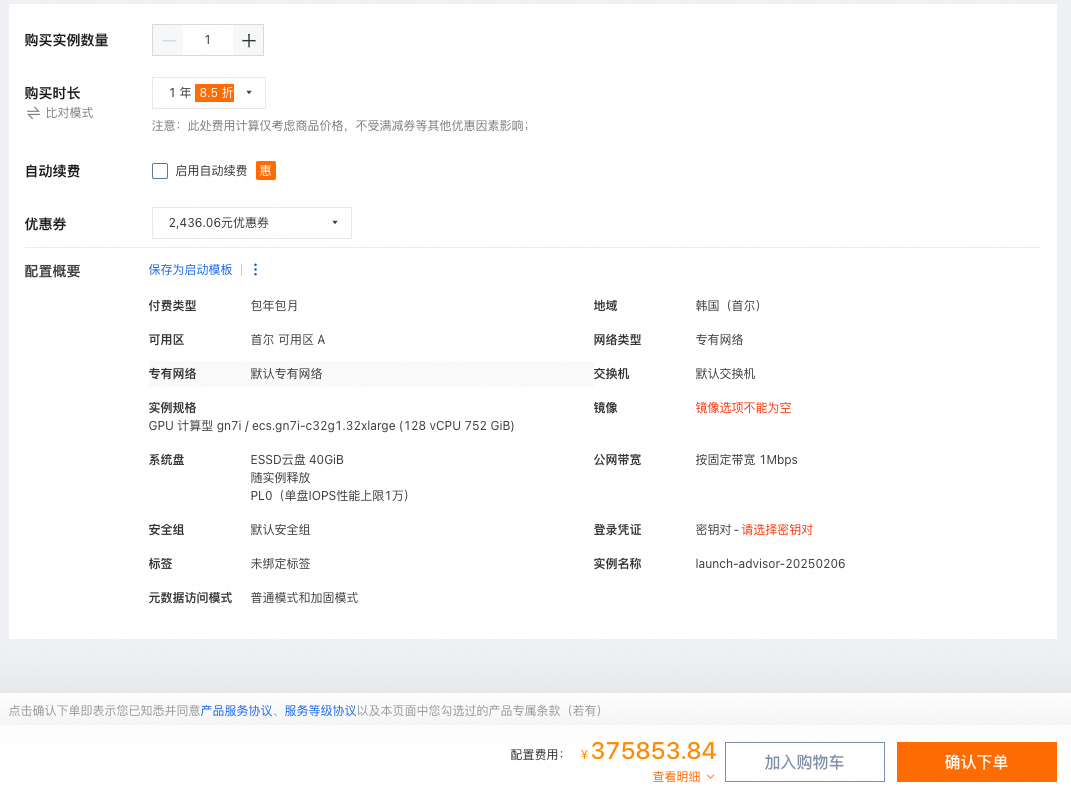 购买实例数量 1
购买时长 1 年 8.5 折
比对模式
注意：此处费用计算仅考虑商品价格，不受满减券等其他优惠因素影响；
自动续费 启用自动续费 惠
优惠券 2,436.06元优惠券
配置概要 保存为启动模板
付费类型 包年包月 地域 韩国（首尔）
可用区 首尔 可用区 A 网络类型 专有网络
专有网络 默认专有网络 交换机 默认交换机
实例规格 镜像 镜像选项不能为空
GPU 计算型 gn7i / ecs.gn7i-c32g1.32xlarge (128 vCPU 752 GiB)
系统盘 ESSD云盘 40GiB 公网带宽 按固定带宽 1Mbps
随实例释放
PL0（单盘IOPS性能上限1万）
安全组 默认安全组 登录凭证 密钥对 - 请选择密钥对
标签 未绑定标签 实例名称 launch-advisor-20250206
元数据访问模式 普通模式和加固模式
点击确认下单即表示您已知悉并同意产品服务协议、服务等级协议以及本页面中您勾选过的产品专属条款（若有）
配置费用： ¥375853.84 加入购物车 确认下单
查看明细